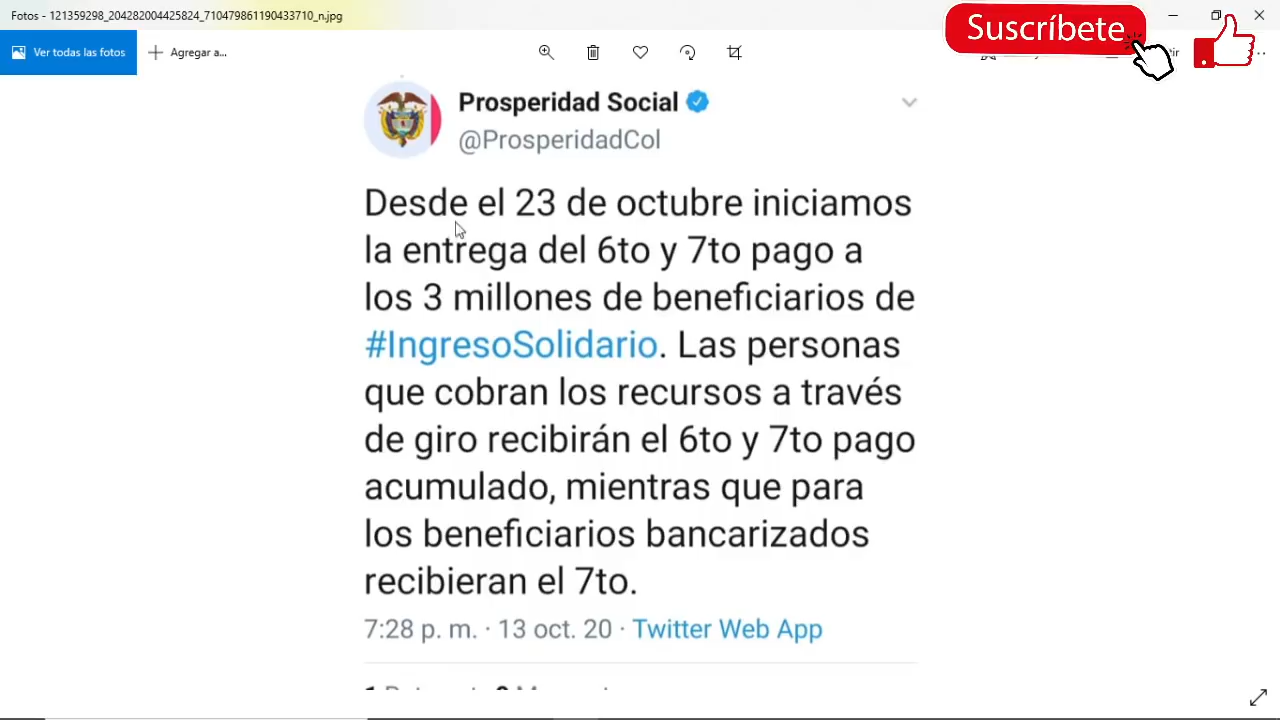 Fotos - 121359298_204282004425824_710479861190433710_n.jpg
Suscríbete
Ver todas las fotos
Agregar a...
Prosperidad Social
@ProsperidadCol
Desde el 23 de octubre iniciamos
la entrega del 6to y 7to pago a
los 3 millones de beneficiarios de
#IngresoSolidario. Las personas
que cobran los recursos a través
de giro recibirán el 6to y 7to pago
acumulado, mientras que para
los beneficiarios bancarizados
recibieran el 7to.
7:28 p. m. · 13 oct. 20 · Twitter Web App